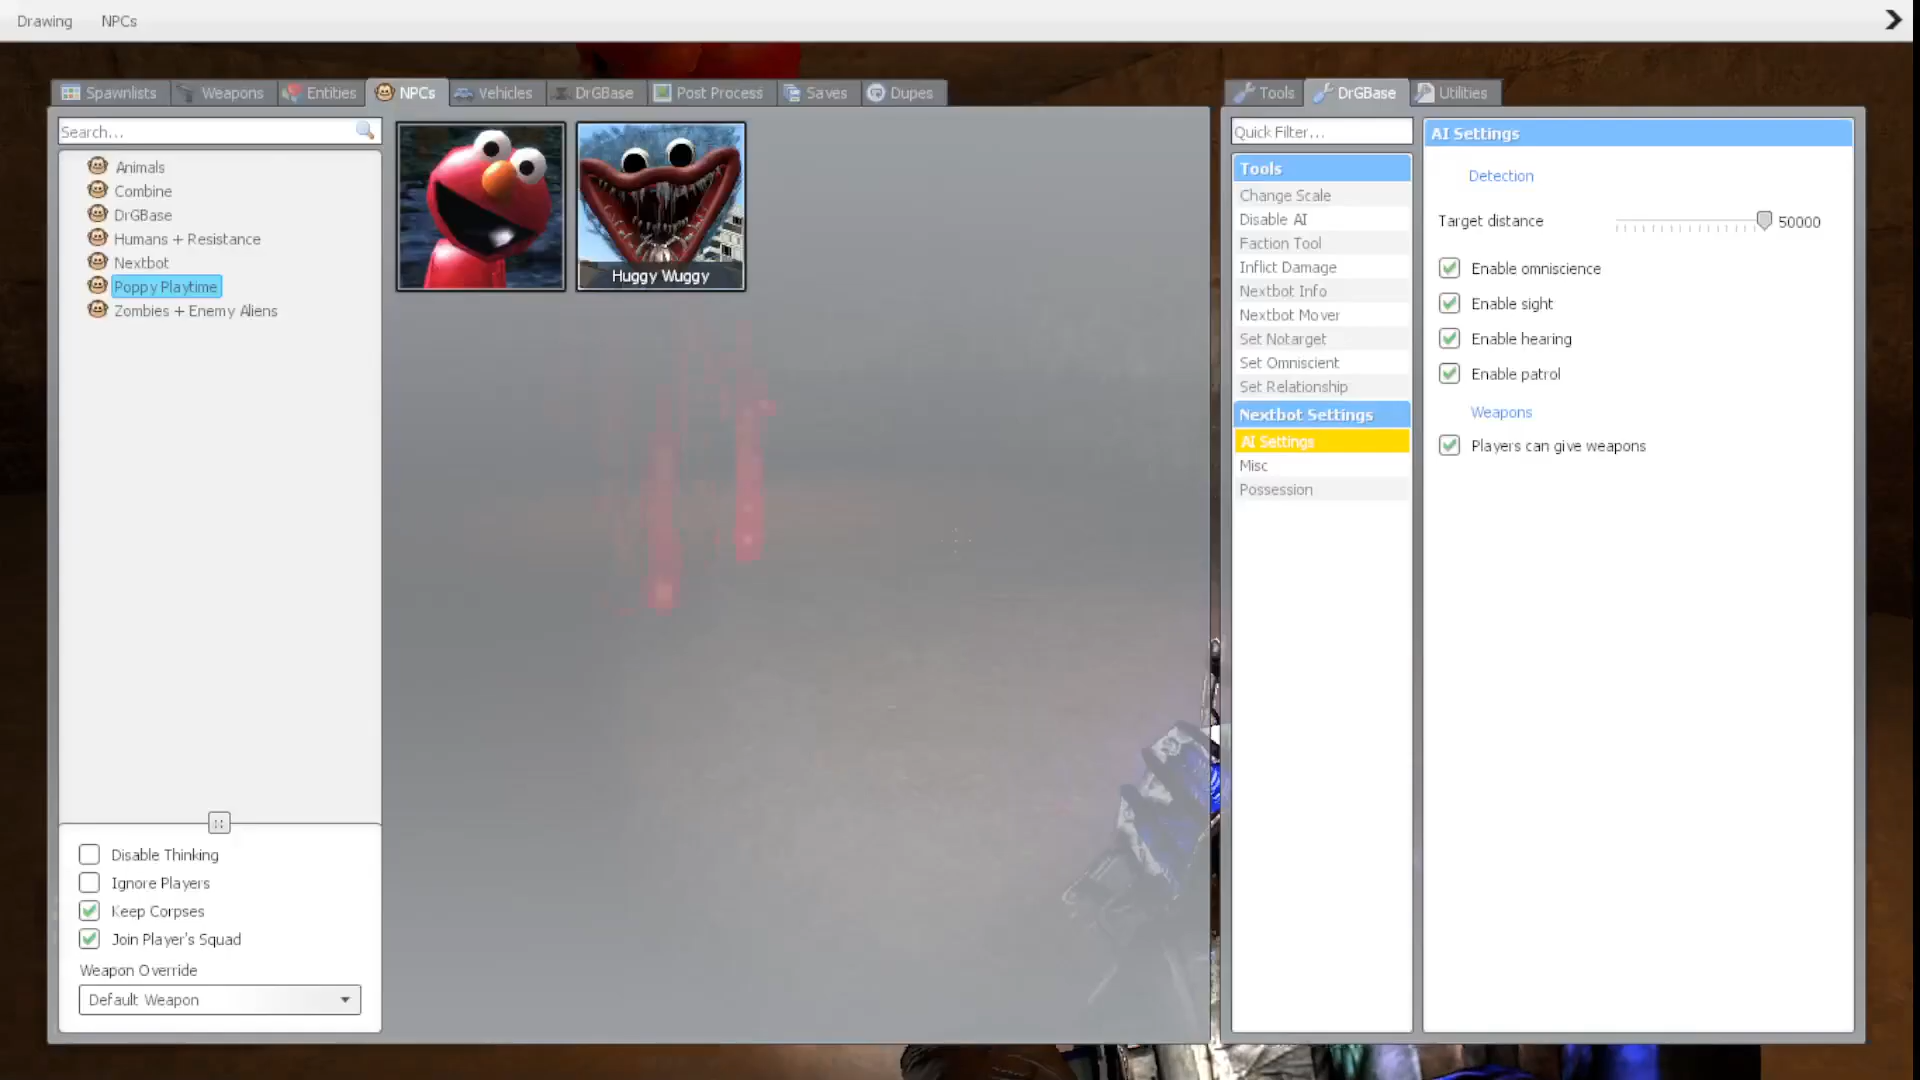 Drawing NPCs
Spawnlists Weapons Entities NPCs Vehicles DrGBase Post Process Saves Dupes
Search...
Animals
Combine
DrGBase
Humans + Resistance
Nextbot
Poppy Playtime
Zombies + Enemy Aliens
Huggy Wuggy
Disable Thinking
Ignore Players
Keep Corpses
Join Player's Squad
Weapon Override
Default Weapon
Tools DrGBase Utilities
Quick Filter...
Tools
Change Scale
Disable AI
Faction Tool
Inflict Damage
Nextbot Info
Nextbot Mover
Set Notarget
Set Omniscient
Set Relationship
Nextbot Settings
AI Settings
Misc
Possession
AI Settings
Detection
Target distance 50000
Enable omniscience
Enable sight
Enable hearing
Enable patrol
Weapons
Players can give weapons